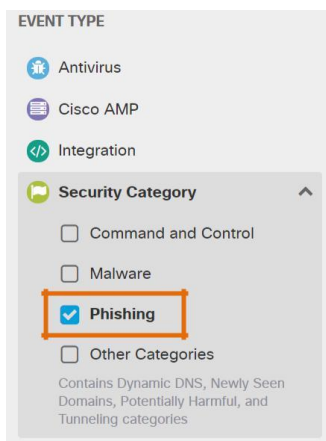 EVENT TYPE
Antivirus
Cisco AMP
</> Integration
Security Category
Command and Control
Malware
Phishing
Other Categories
Contains Dynamic DNS, Newly Seen
Domains, Potentially Harmful, and
Tunneling categories